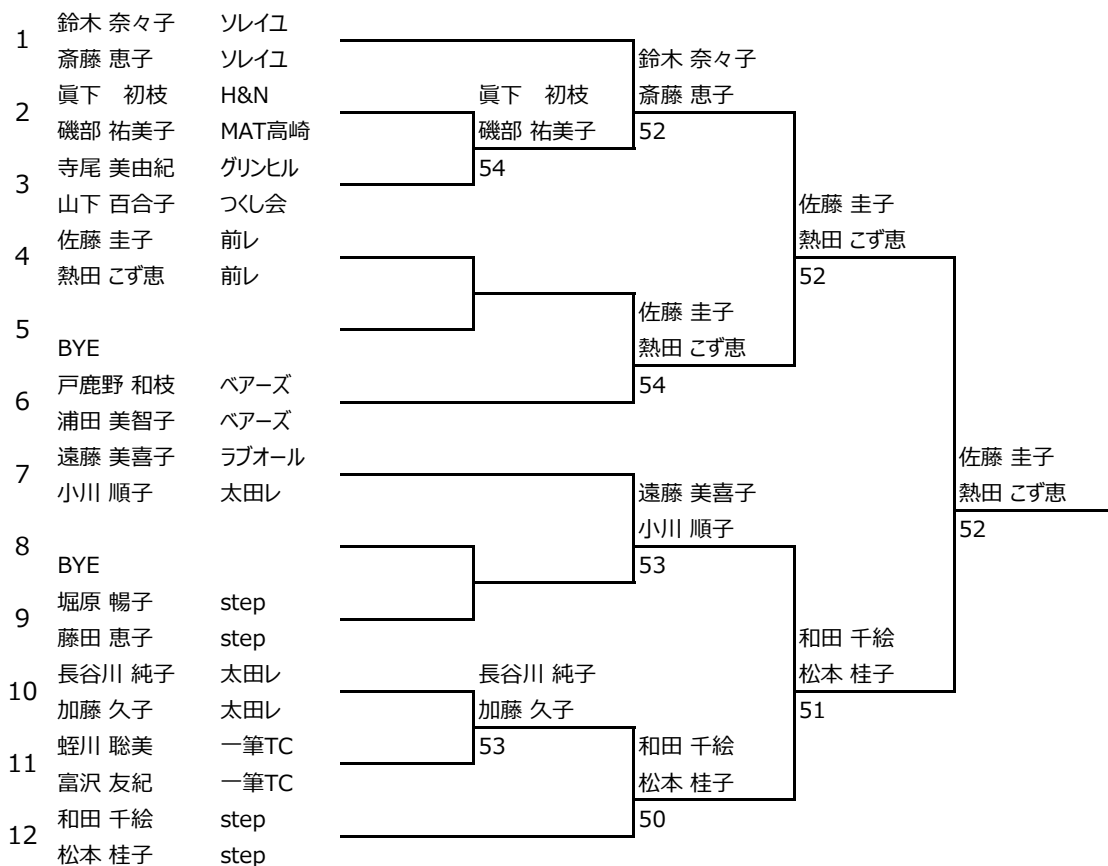 1 鈴木 奈々子 ソレイユ
斎藤 恵子 ソレイユ
2 眞下　初枝 H&N
磯部 祐美子 MAT高崎
3 寺尾 美由紀 グリンヒル
山下 百合子 つくし会
4 佐藤 圭子 前レ
熱田 こず恵 前レ
5
BYE
6 戸鹿野 和枝 ベアーズ
浦田 美智子 ベアーズ
7 遠藤 美喜子 ラブオール
小川 順子 太田レ
8
BYE
9 堀原 暢子 step
藤田 恵子 step
10 長谷川 純子 太田レ
加藤 久子 太田レ
11 蛭川 聡美 一筆TC
富沢 友紀 一筆TC
12 和田 千絵 step
松本 桂子 step
眞下　初枝
磯部 祐美子
54
長谷川 純子
加藤 久子
53
鈴木 奈々子
斎藤 恵子
52
佐藤 圭子
熱田 こず恵
54
遠藤 美喜子
小川 順子
53
和田 千絵
松本 桂子
50
佐藤 圭子
熱田 こず恵
52
和田 千絵
松本 桂子
51
佐藤 圭子
熱田 こず恵
52